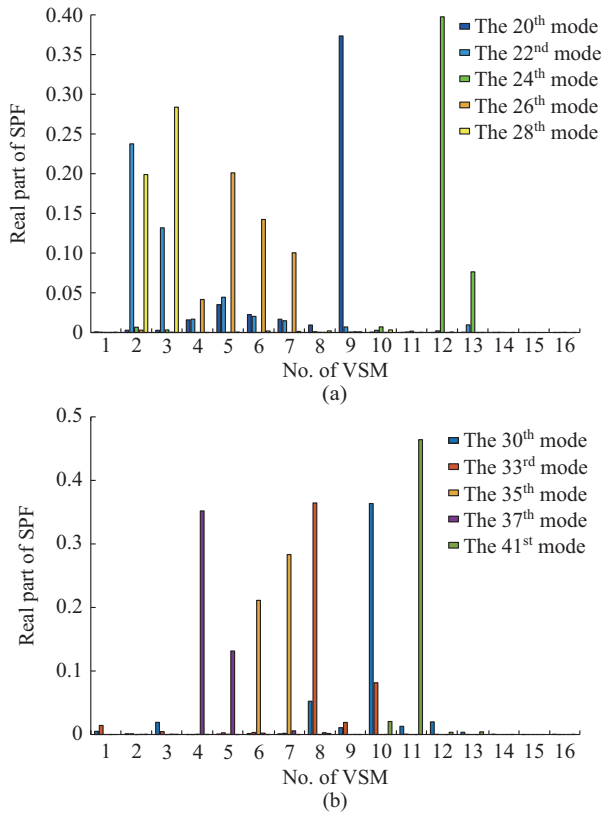 0.40
0.35
0.30
0.25
0.20
0.15
0.10
0.05
0
Real part of SPF
The 20th mode
The 22nd mode
The 24th mode
The 26th mode
The 28th mode
1 2 3 4 5 6 7 8 9 10 11 12 13 14 15 16
No. of VSM
(a)
0.5
0.4
0.3
0.2
0.1
0
Real part of SPF
The 30th mode
The 33rd mode
The 35th mode
The 37th mode
The 41st mode
1 2 3 4 5 6 7 8 9 10 11 12 13 14 15 16
No. of VSM
(b)